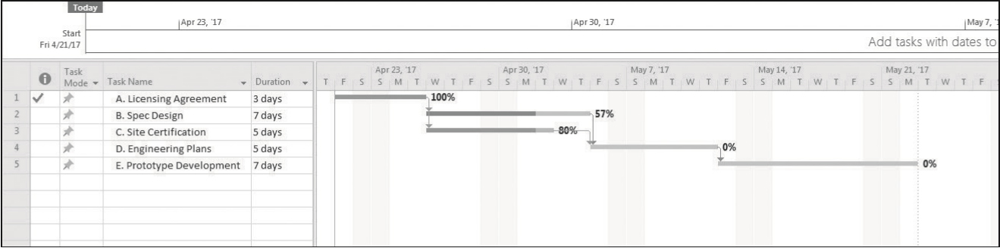 Today
Apr 23, '17 Apr 30, '17 May 7, '1
Start
Fri 4/21/17
Add tasks with dates to
Task Mode Task Name Duration
Apr 23, '17 Apr 30, '17 May 7, '17 May 14, '17 May 21, '17
T F S S M T W T F S S M T W T F S S M T W T F S S M T W T F S S M T W T F
1 A. Licensing Agreement 3 days 100%
2 B. Spec Design 7 days 57%
3 C. Site Certification 5 days 80%
4 D. Engineering Plans 5 days 0%
5 E. Prototype Development 7 days 0%